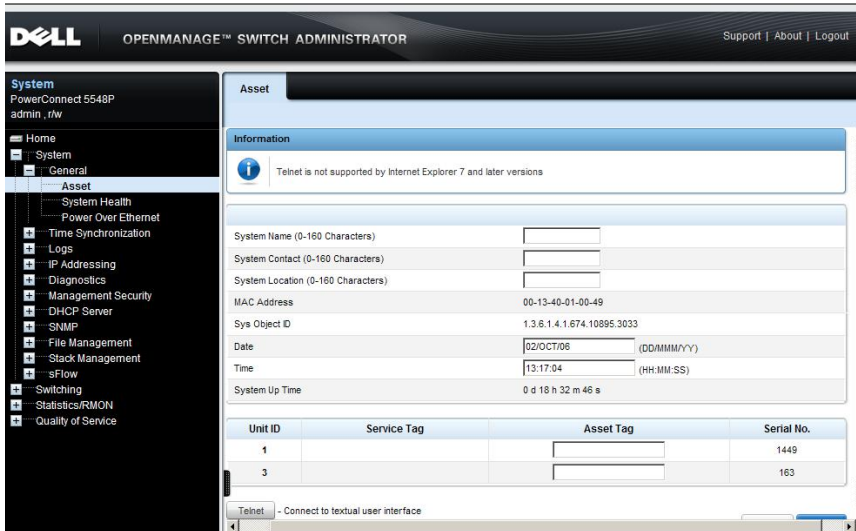 DELL OPENMANAGE™ SWITCH ADMINISTRATOR Support | About | Logout
System
PowerConnect 5548P
admin , r/w
Home
System
General
Asset
System Health
Power Over Ethernet
Time Synchronization
Logs
IP Addressing
Diagnostics
Management Security
DHCP Server
SNMP
File Management
Stack Management
sFlow
Switching
Statistics/RMON
Quality of Service
Asset
Information
Telnet is not supported by Internet Explorer 7 and later versions
System Name (0-160 Characters)
System Contact (0-160 Characters)
System Location (0-160 Characters)
MAC Address 00-13-40-01-00-49
Sys Object ID 1.3.6.1.4.1.674.10895.3033
Date 02/OCT/06 (DD/MMM/YY)
Time 13:17:04 (HH:MM:SS)
System Up Time 0 d 18 h 32 m 46 s
Unit ID Service Tag Asset Tag Serial No.
1 1449
3 163
Telnet - Connect to textual user interface